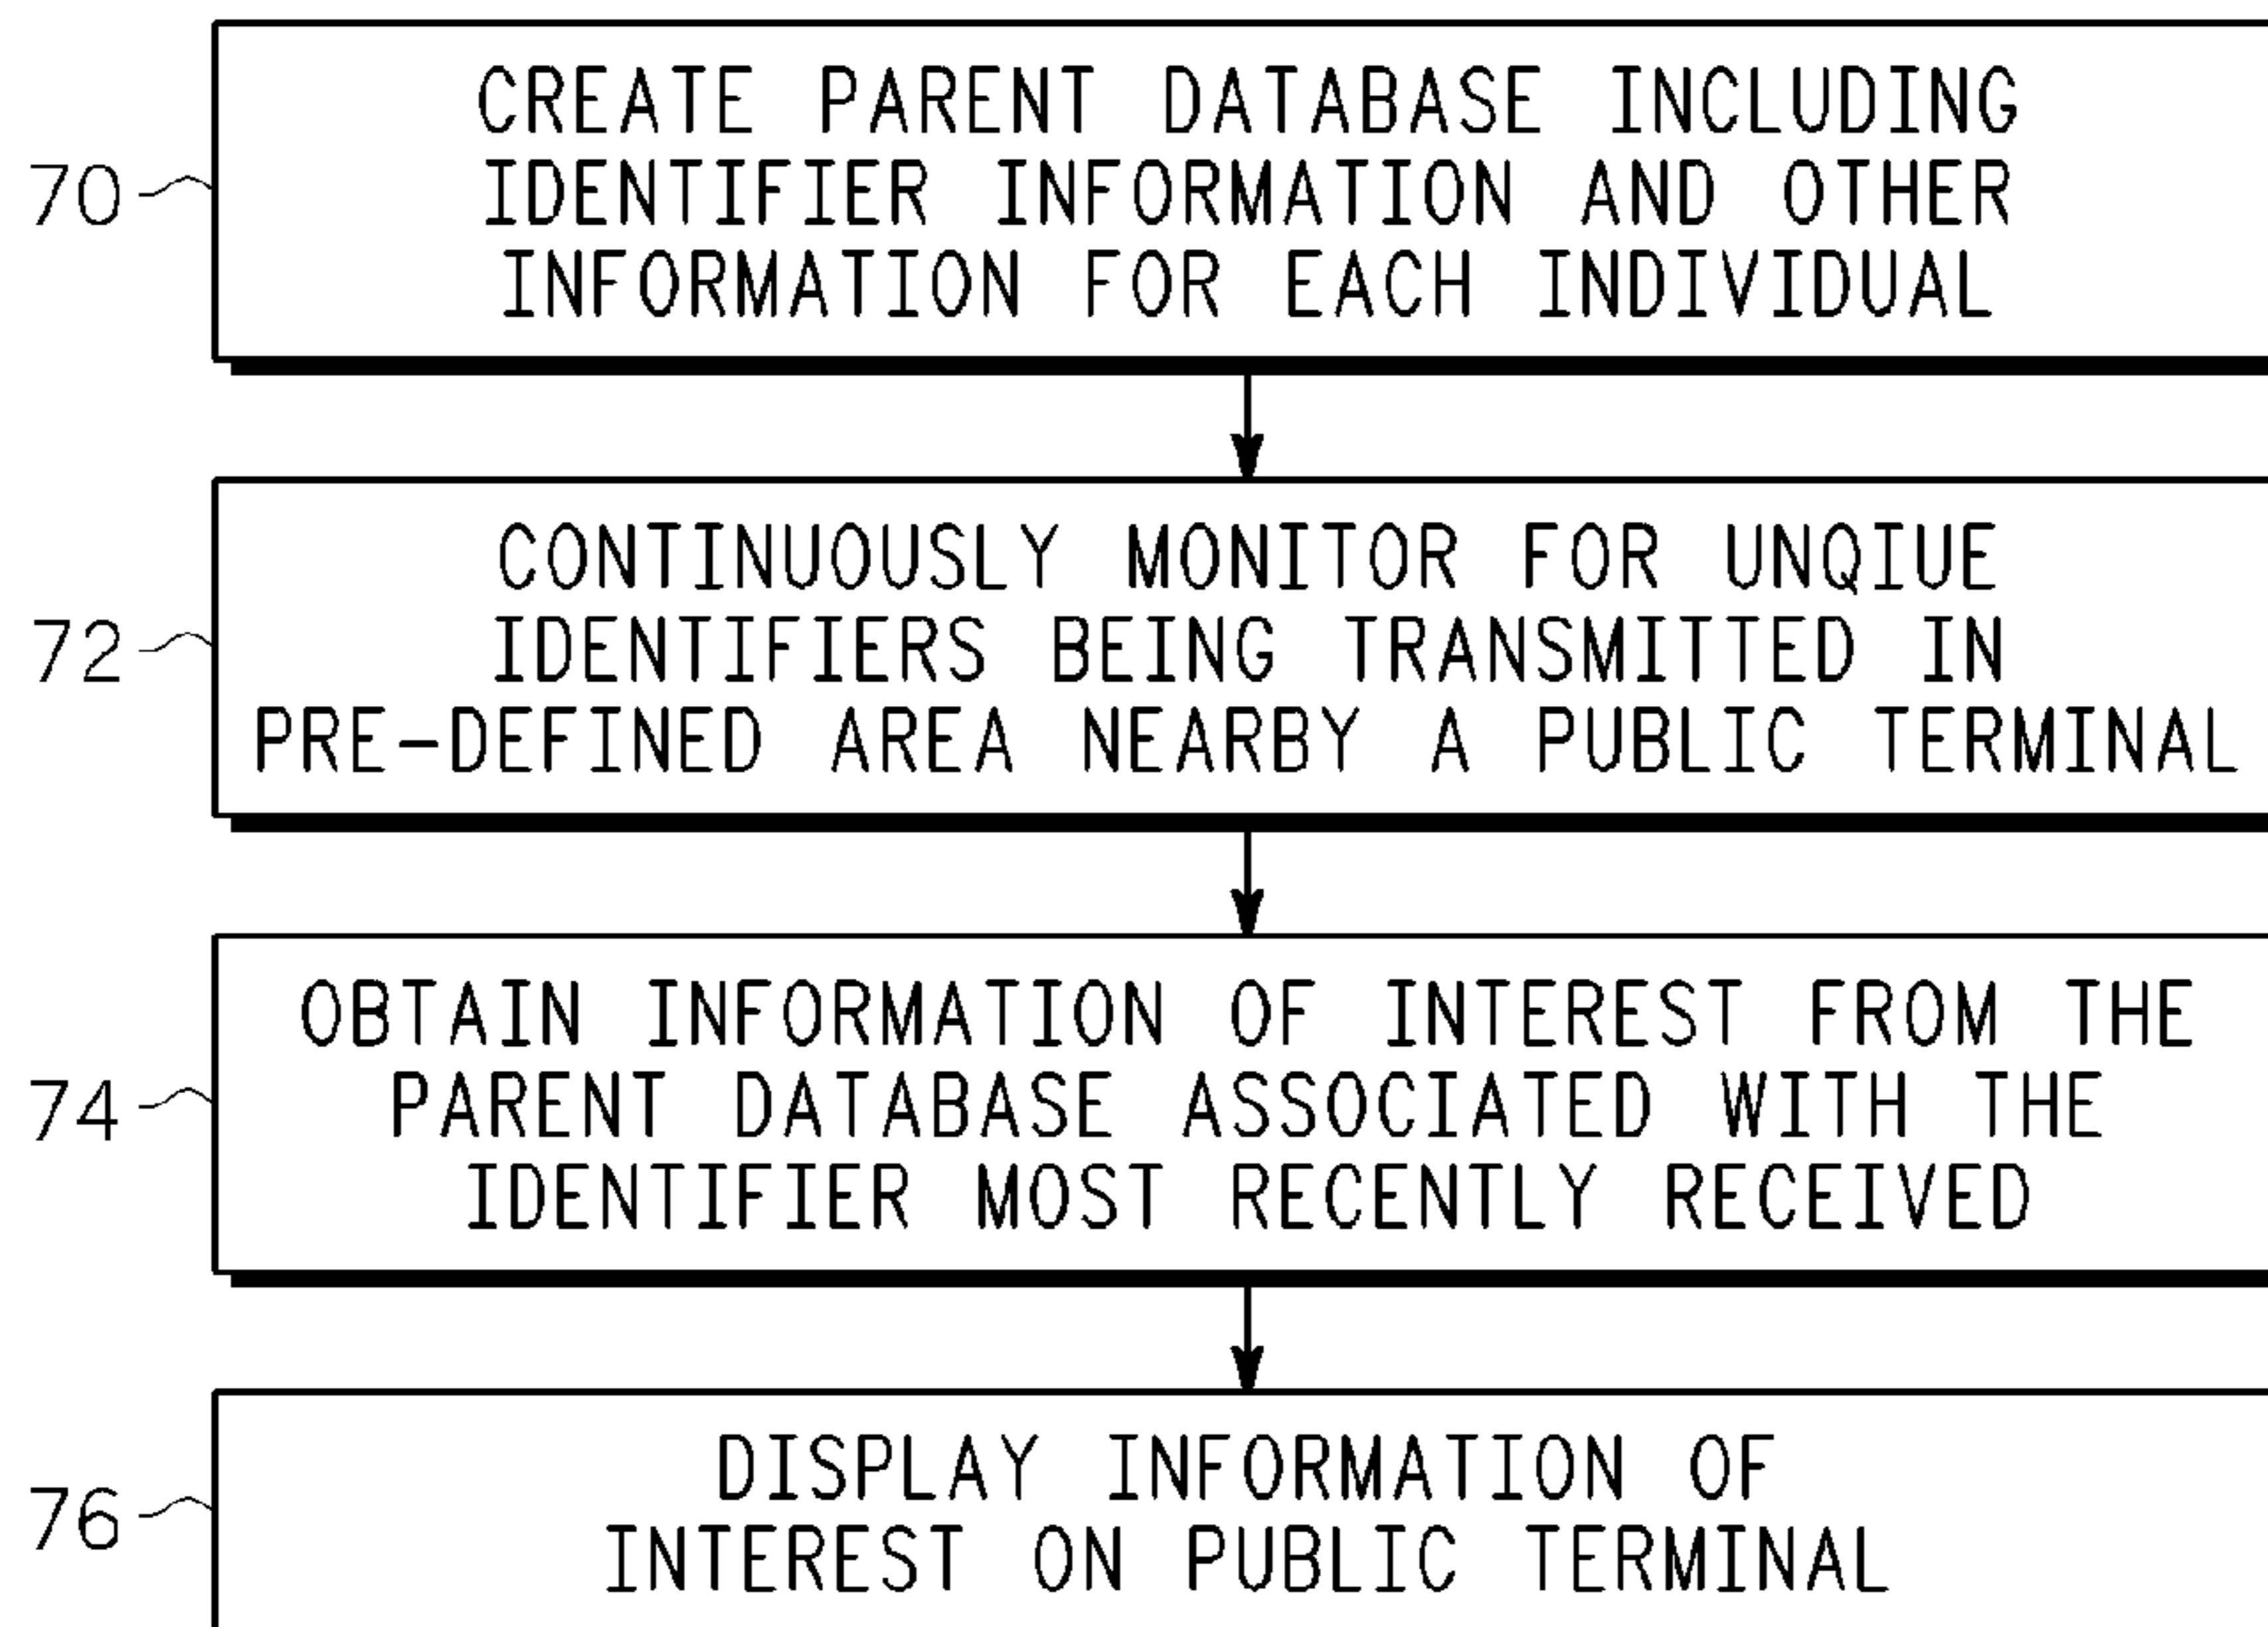 CREATE PARENT DATABASE INCLUDING
IDENTIFIER INFORMATION AND OTHER
INFORMATION FOR EACH INDIVIDUAL
70
CONTINUOUSLY MONITOR FOR UNQIUE
IDENTIFIERS BEING TRANSMITTED IN
PRE-DEFINED AREA NEARBY A PUBLIC TERMINAL
72
OBTAIN INFORMATION OF INTEREST FROM THE
PARENT DATABASE ASSOCIATED WITH THE
IDENTIFIER MOST RECENTLY RECEIVED
74
DISPLAY INFORMATION OF
INTEREST ON PUBLIC TERMINAL
76